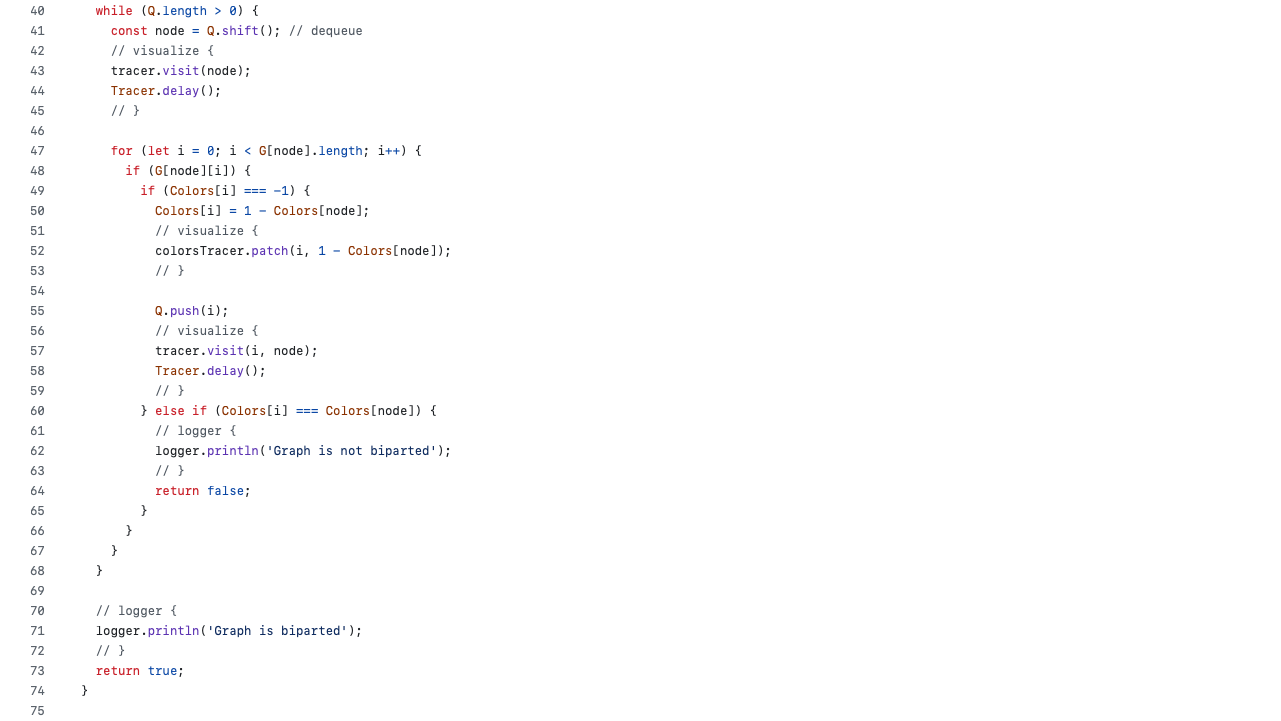 40 while (Q.length > 0) {
41 const node = Q.shift(); // dequeue
42 // visualize {
43 tracer.visit(node);
44 Tracer.delay();
45 // }
46
47 for (let i = 0; i < G[node].length; i++) {
48 if (G[node][i]) {
49 if (Colors[i] === -1) {
50 Colors[i] = 1 - Colors[node];
51 // visualize {
52 colorsTracer.patch(i, 1 - Colors[node]);
53 // }
54
55 Q.push(i);
56 // visualize {
57 tracer.visit(i, node);
58 Tracer.delay();
59 // }
60 } else if (Colors[i] === Colors[node]) {
61 // logger {
62 logger.println('Graph is not biparted');
63 // }
64 return false;
65 }
66 }
67 }
68 }
69
70 // logger {
71 logger.println('Graph is biparted');
72 // }
73 return true;
74 }
75